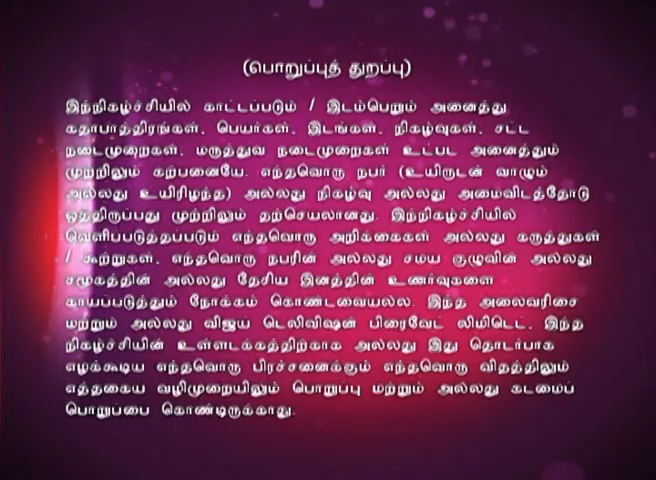 (பொறுப்புத் துறப்பு)
இந்நிகழ்ச்சியில் காட்டப்படும் / இடம்பெறும் அனைத்து
கதாபாத்திரங்கள், பெயர்கள், இடங்கள், நிகழ்வுகள், சட்ட
நடைமுறைகள், மருத்துவ நடைமுறைகள் உட்பட அனைத்தும்
முற்றிலும் கற்பனையே. எந்தவொரு நபர் (உயிருடன் வாழும்
அல்லது உயிரிழந்த) அல்லது நிகழ்வு அல்லது அமைவிடத்தோடு
ஒத்திருப்பது முற்றிலும் தற்செயலானது. இந்நிகழ்ச்சியில்
வெளிப்படுத்தப்படும் எந்தவொரு அறிக்கைகள் அல்லது கருத்துகள்
/ கூற்றுகள், எந்தவொரு நபரின் அல்லது சமய குழுவின் அல்லது
சமூகத்தின் அல்லது தேசிய இனத்தின் உணர்வுகளை
காயப்படுத்தும் நோக்கம் கொண்டவையல்ல. இந்த அலைவரிசை
மற்றும் அல்லது விஜய் டெலிவிஷன் பிரைவேட் லிமிடெட், இந்த
நிகழ்ச்சியின் உள்ளடக்கத்திற்காக அல்லது இது தொடர்பாக
எழக்கூடிய எந்தவொரு பிரச்சனைக்கும் எந்தவொரு விதத்திலும்
எத்தகைய வழிமுறையிலும் பொறுப்பு மற்றும் அல்லது கடமைப்
பொறுப்பை கொண்டிருக்காது.